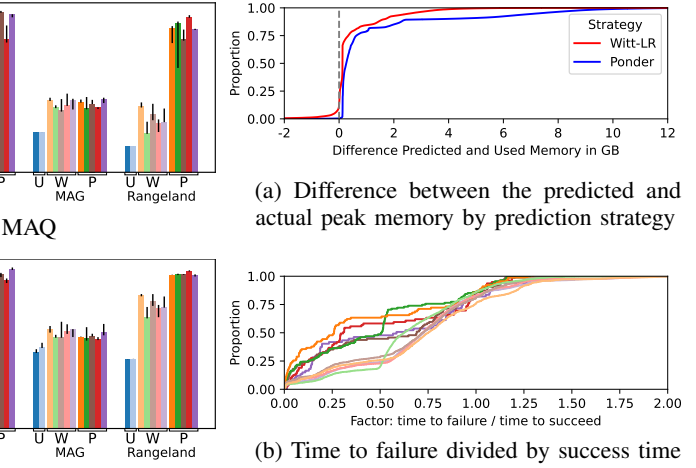 P
U W P U W P
MAG Rangeland
MAQ
P
U W P U W P
MAG Rangeland
1.00
0.75
0.50
0.25
0.00
Proportion
Strategy
Witt-LR
Ponder
-2 0 2 4 6 8 10 12
Difference Predicted and Used Memory in GB
(a) Difference between the predicted and
actual peak memory by prediction strategy
1.00
0.75
0.50
0.25
0.00
Proportion
0.00 0.25 0.50 0.75 1.00 1.25 1.50 1.75 2.00
Factor: time to failure / time to succeed
(b) Time to failure divided by success time